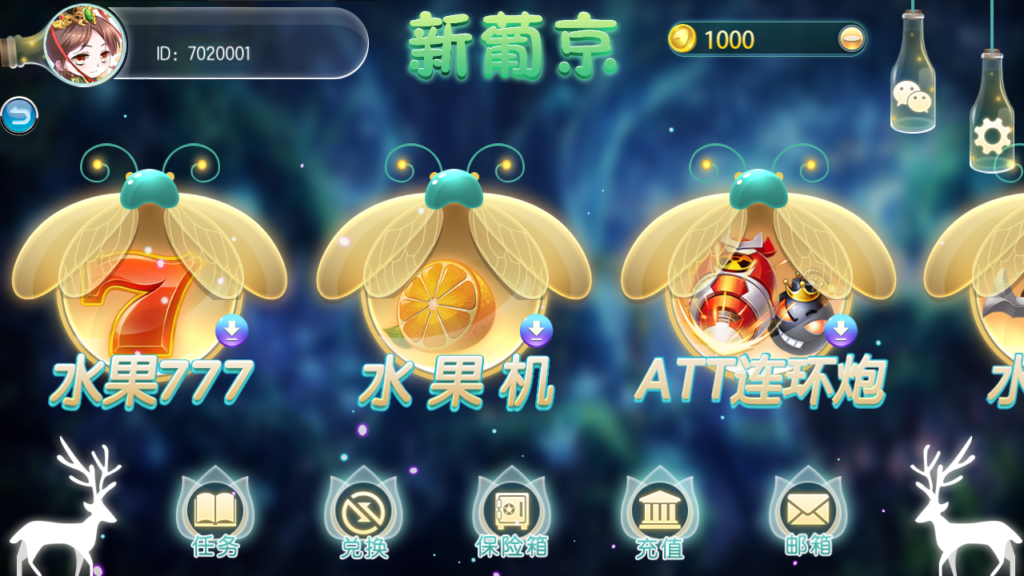 ID: 7020001
新葡京
1000
水果777
水果机
ATT连环炮
水
任务
兑换
保险箱
充值
邮箱